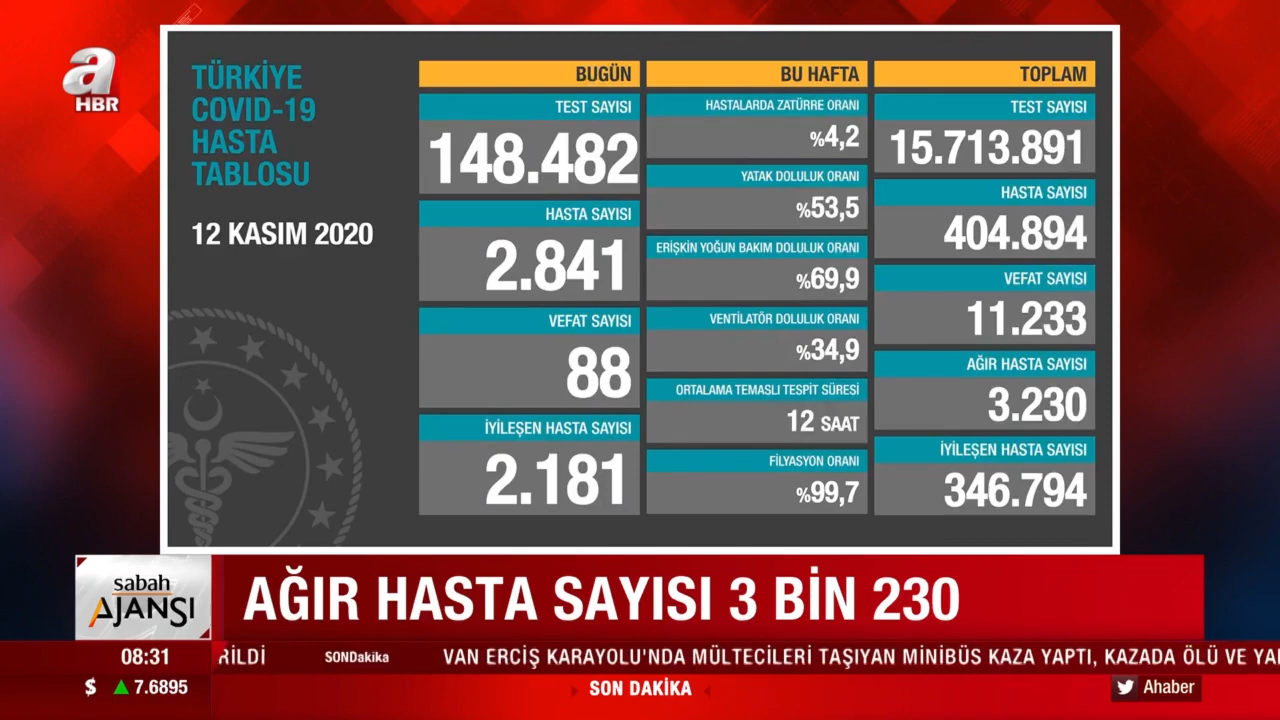 a
HBR
TÜRKİYE
COVID-19
HASTA
TABLOSU
12 KASIM 2020
BUGÜN
TEST SAYISI
148.482
HASTA SAYISI
2.841
VEFAT SAYISI
88
İYİLEŞEN HASTA SAYISI
2.181
BU HAFTA
HASTALARDA ZATÜRRE ORANI
%4,2
YATAK DOLULUK ORANI
%53,5
ERİŞKİN YOĞUN BAKIM DOLULUK ORANI
%69,9
VENTİLATÖR DOLULUK ORANI
%34,9
ORTALAMA TEMASLI TESPİT SÜRESİ
12 SAAT
FİLYASYON ORANI
%99,7
TOPLAM
TEST SAYISI
15.713.891
HASTA SAYISI
404.894
VEFAT SAYISI
11.233
AĞIR HASTA SAYISI
3.230
İYİLEŞEN HASTA SAYISI
346.794
sabah
AJANSI
AĞIR HASTA SAYISI 3 BİN 230
08:31
RİLDİ SONDakika VAN ERCİŞ KARAYOLU'NDA MÜLTECİLERİ TAŞIYAN MİNİBÜS KAZA YAPTI, KAZADA ÖLÜ VE YA
$ 7.6895
SON DAKİKA
Ahaber